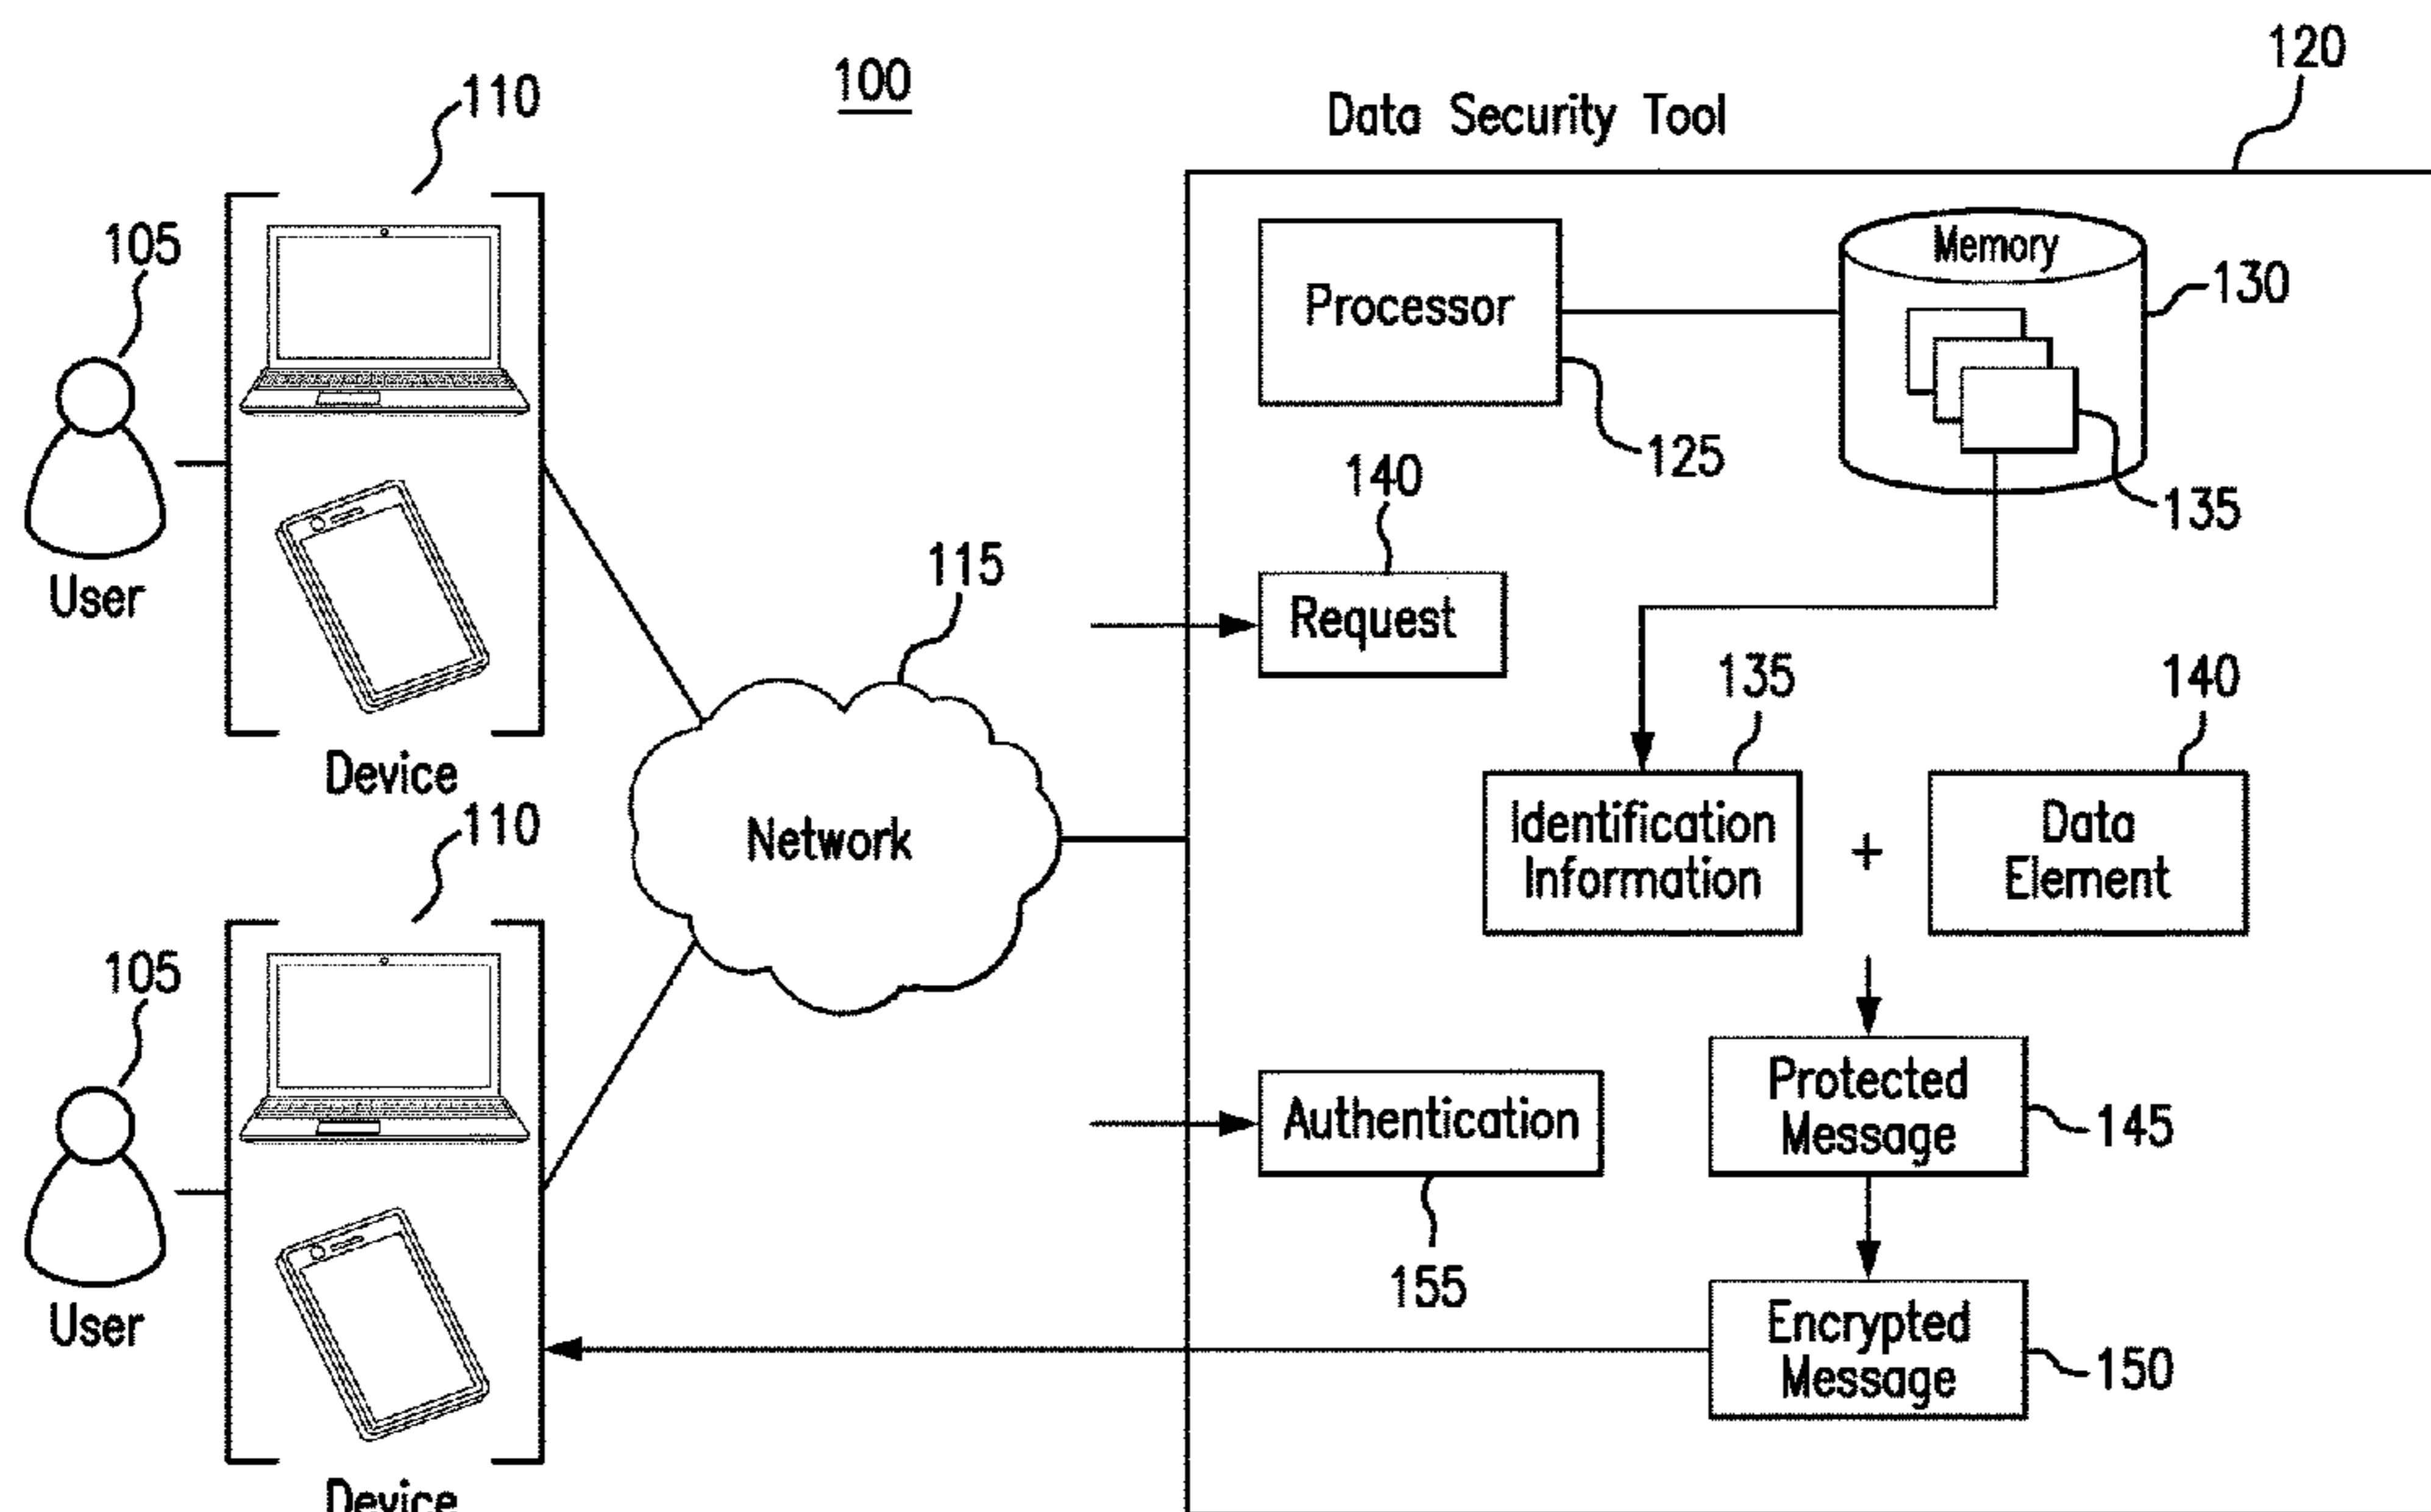 100
120
Data Security Tool
110
105
User
Device
Processor
125
Memory
130
135
140
Request
115
Network
135
Identification
Information
+
140
Data
Element
110
105
User
Device
Authentication
155
Protected
Message
145
Encrypted
Message
150